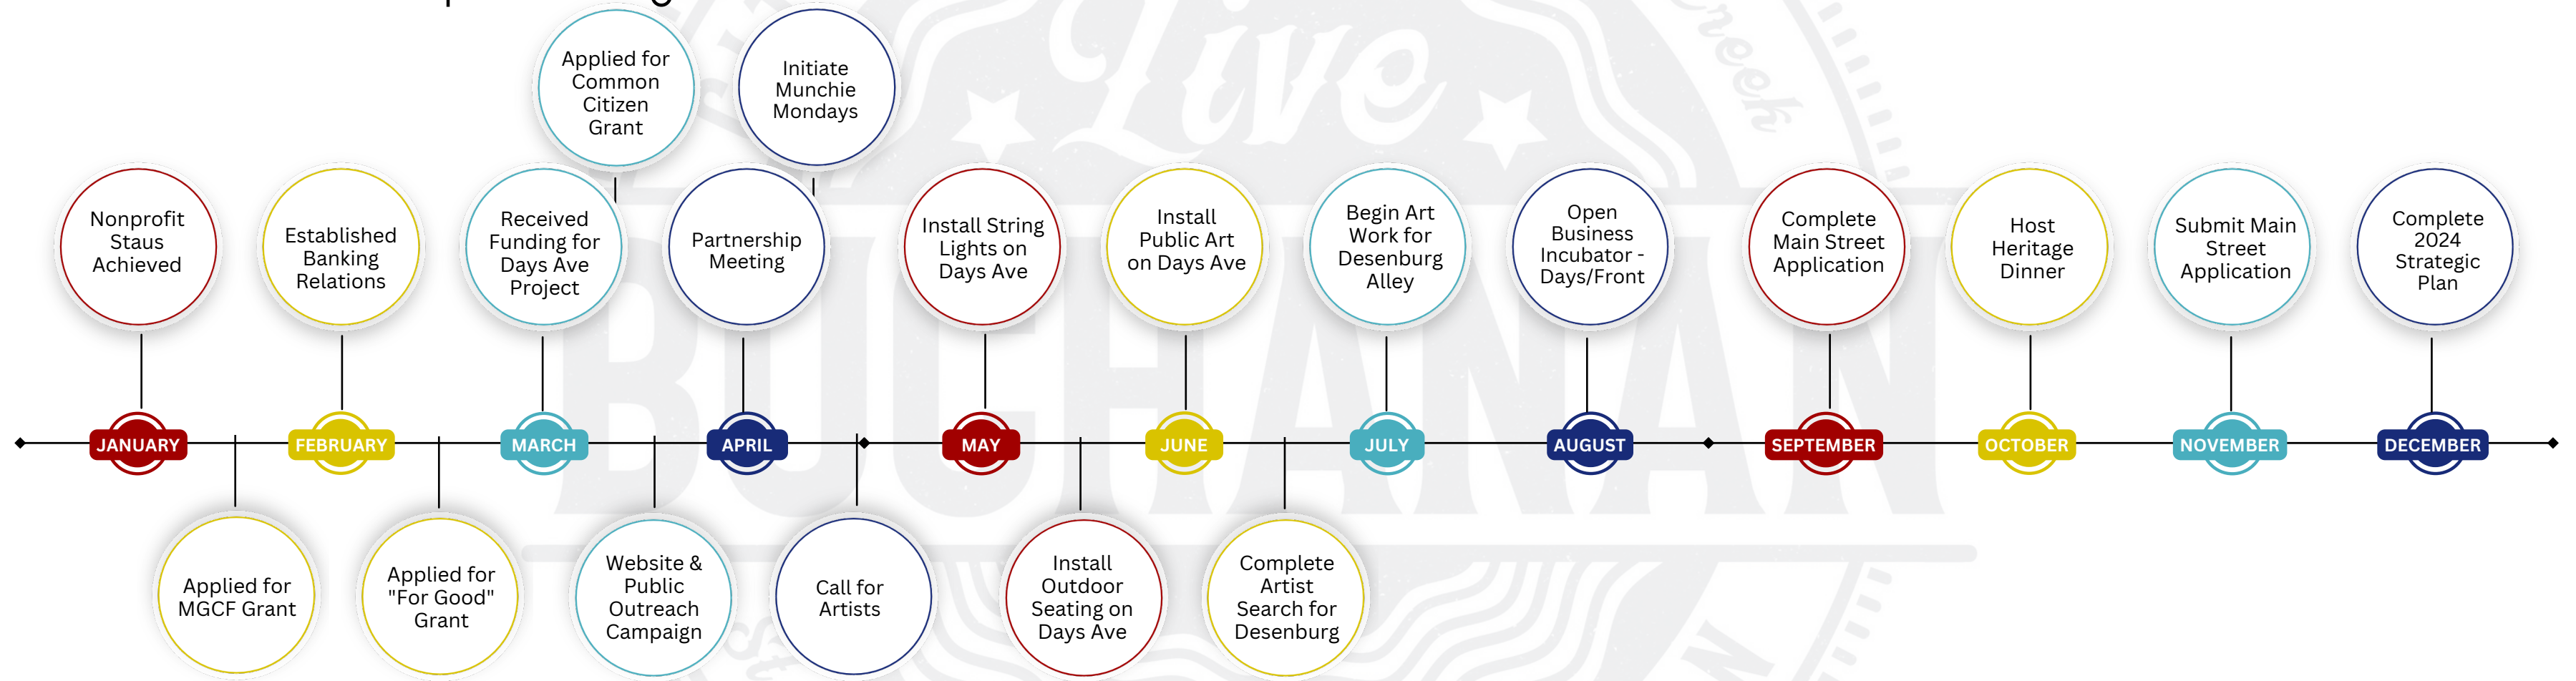 Applied for
Common
Citizen
Grant
Initiate
Munchie
Mondays
Nonprofit
Staus
Achieved
Established
Banking
Relations
Received
Funding for
Days Ave
Project
Partnership
Meeting
Install String
Lights on
Days Ave
Install
Public Art
on Days Ave
Begin Art
Work for
Desenburg
Alley
Open
Business
Incubator -
Days/Front
Complete
Main Street
Application
Host
Heritage
Dinner
Submit Main
Street
Application
Complete
2024
Strategic
Plan
JANUARY
FEBRUARY
MARCH
APRIL
MAY
JUNE
JULY
AUGUST
SEPTEMBER
OCTOBER
NOVEMBER
DECEMBER
Applied for
MGCF Grant
Applied for
"For Good"
Grant
Website &
Public
Outreach
Campaign
Call for
Artists
Install
Outdoor
Seating on
Days Ave
Complete
Artist
Search for
Desenburg
Live
BUCHANAN
Creek